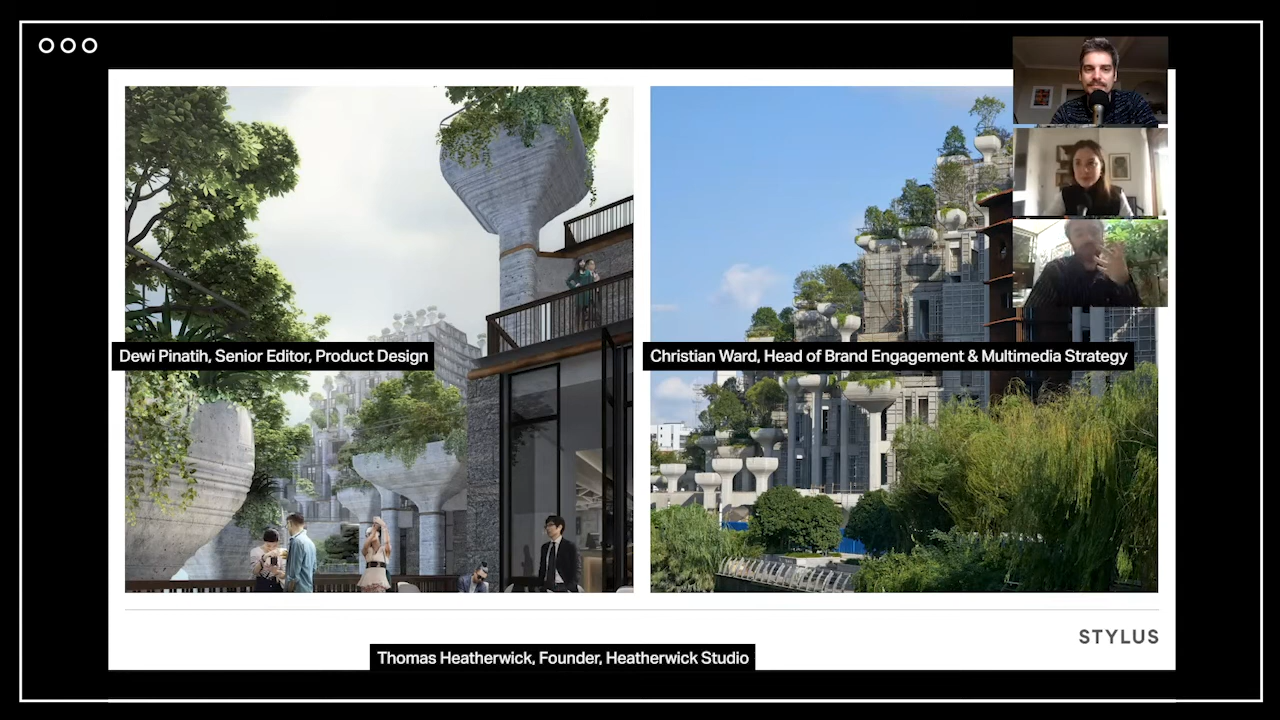 Dewi Pinatih, Senior Editor, Product Design
Christian Ward, Head of Brand Engagement & Multimedia Strategy
STYLUS
Thomas Heatherwick, Founder, Heatherwick Studio